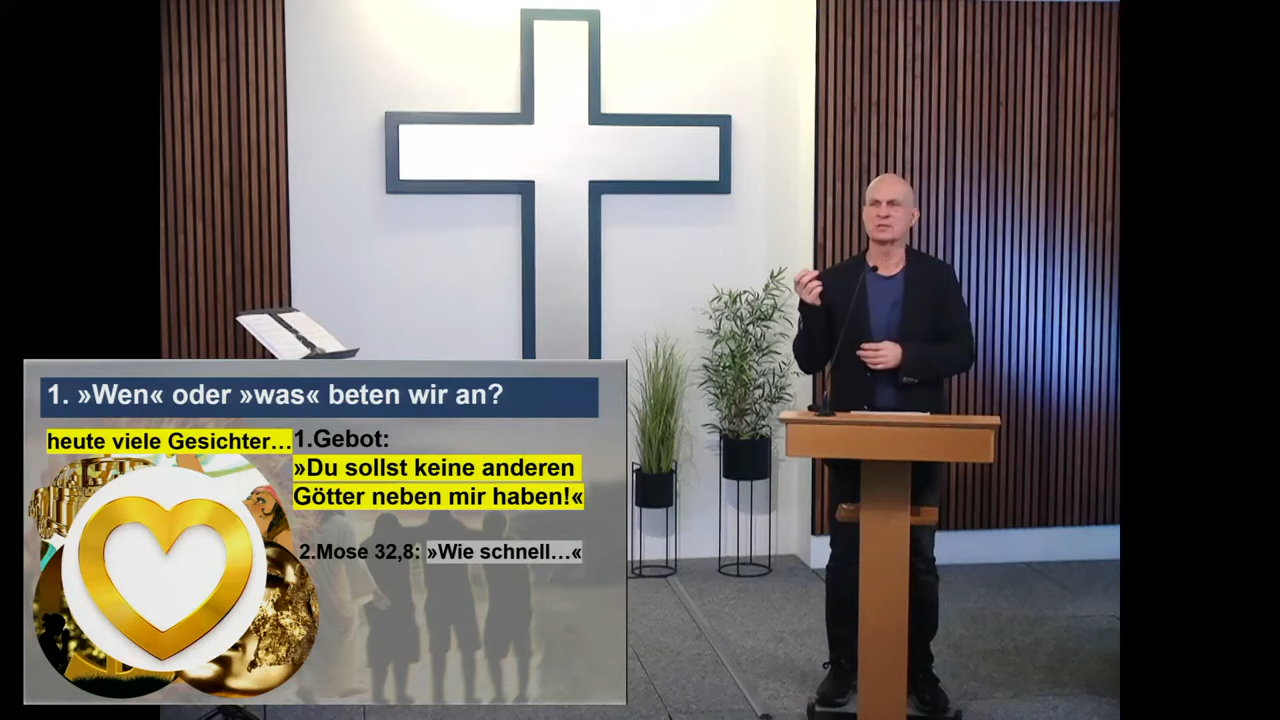 1. »Wen« oder »was« beten wir an?
heute viele Gesichter…
1.Gebot:
»Du sollst keine anderen
Götter neben mir haben!«
2.Mose 32,8: »Wie schnell…«